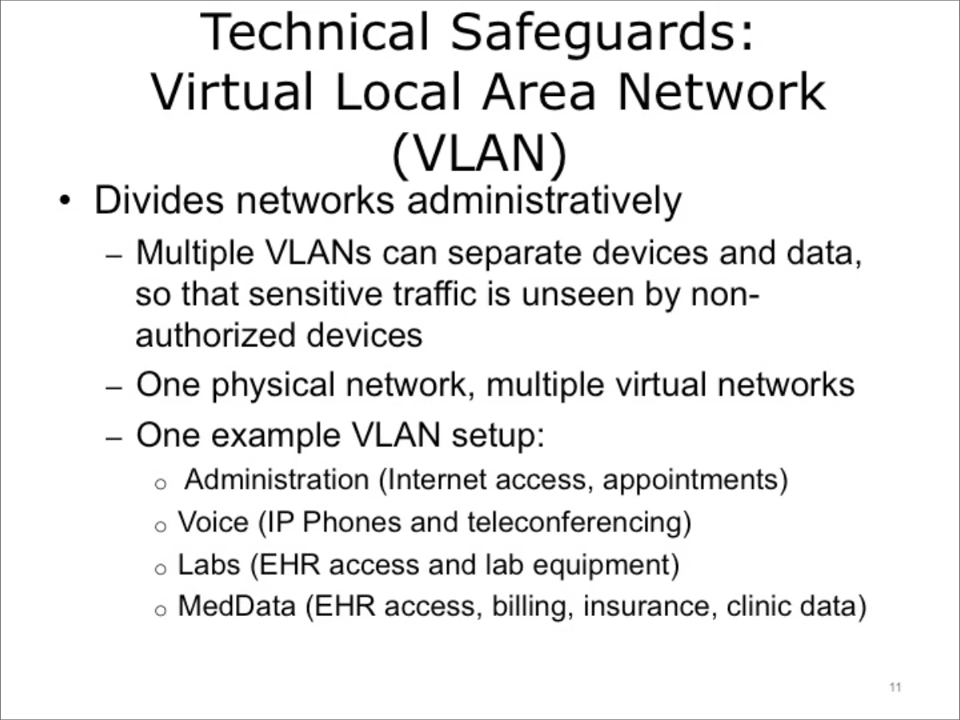 Technical Safeguards:
Virtual Local Area Network
(VLAN)
• Divides networks administratively
– Multiple VLANs can separate devices and data,
so that sensitive traffic is unseen by non-
authorized devices
– One physical network, multiple virtual networks
– One example VLAN setup:
o Administration (Internet access, appointments)
o Voice (IP Phones and teleconferencing)
o Labs (EHR access and lab equipment)
o MedData (EHR access, billing, insurance, clinic data)
11